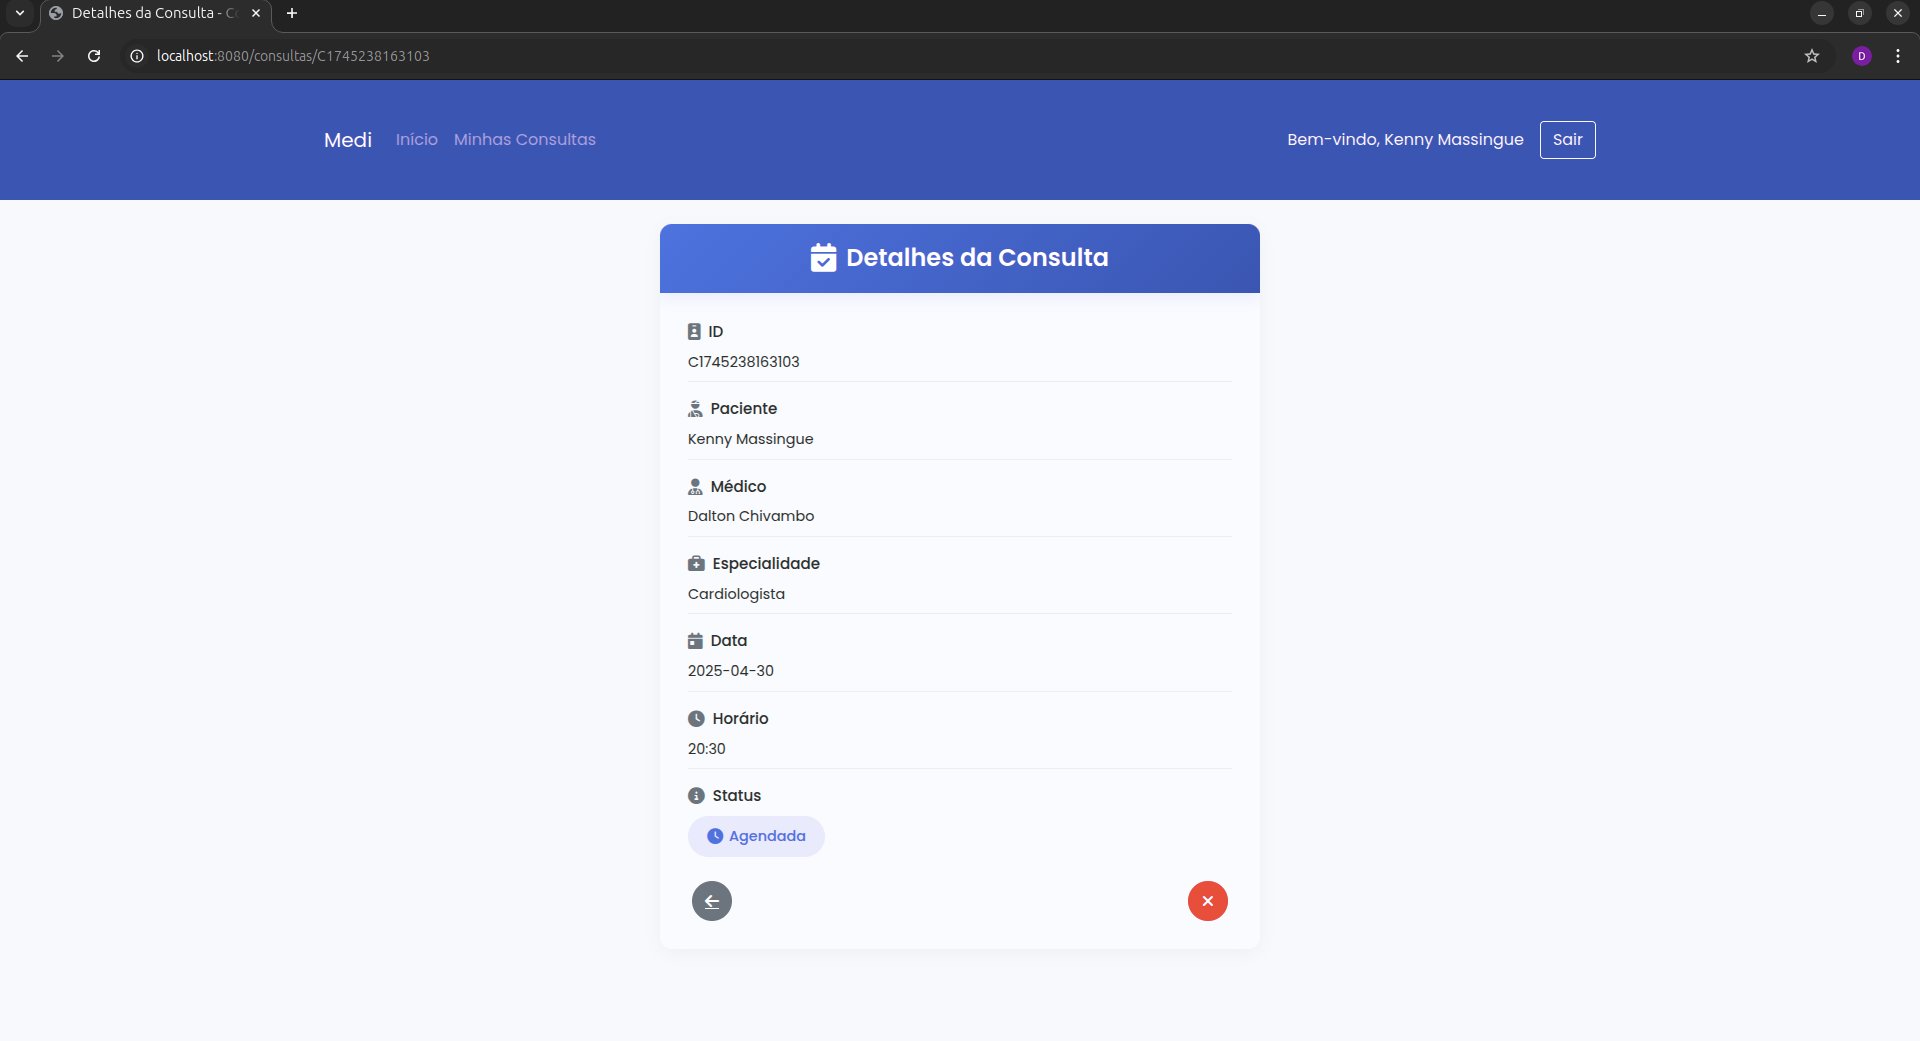 Detalhes da Consulta - C
localhost:8080/consultas/C1745238163103
D
Medi Início Minhas Consultas Bem-vindo, Kenny Massingue Sair
Detalhes da Consulta
ID
C1745238163103
Paciente
Kenny Massingue
Médico
Dalton Chivambo
Especialidade
Cardiologista
Data
2025-04-30
Horário
20:30
Status
Agendada